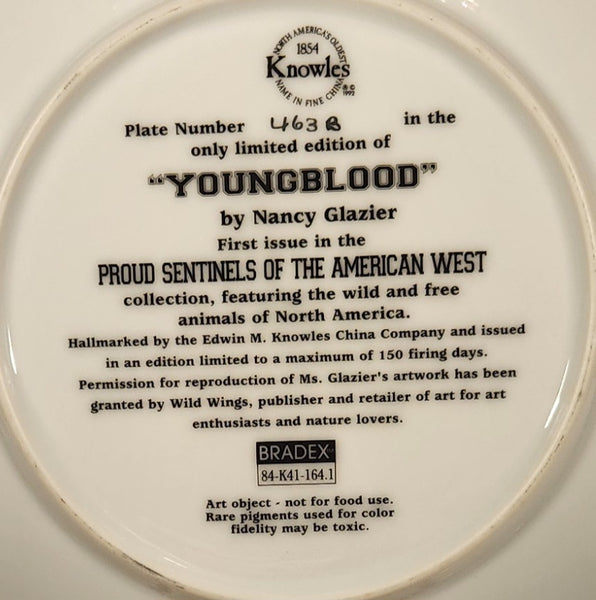 NORTH AMERICA'S OLDEST
1854
Knowles
NAME IN FINE CHINA
® ©
1992
Plate Number 463B in the
only limited edition of
"YOUNGBLOOD"
by Nancy Glazier
First issue in the
PROUD SENTINELS OF THE AMERICAN WEST
collection, featuring the wild and free
animals of North America.
Hallmarked by the Edwin M. Knowles China Company and issued
in an edition limited to a maximum of 150 firing days.
Permission for reproduction of Ms. Glazier's artwork has been
granted by Wild Wings, publisher and retailer of art for art
enthusiasts and nature lovers.
BRADEX
84-K41-164.1
Art object - not for food use.
Rare pigments used for color
fidelity may be toxic.